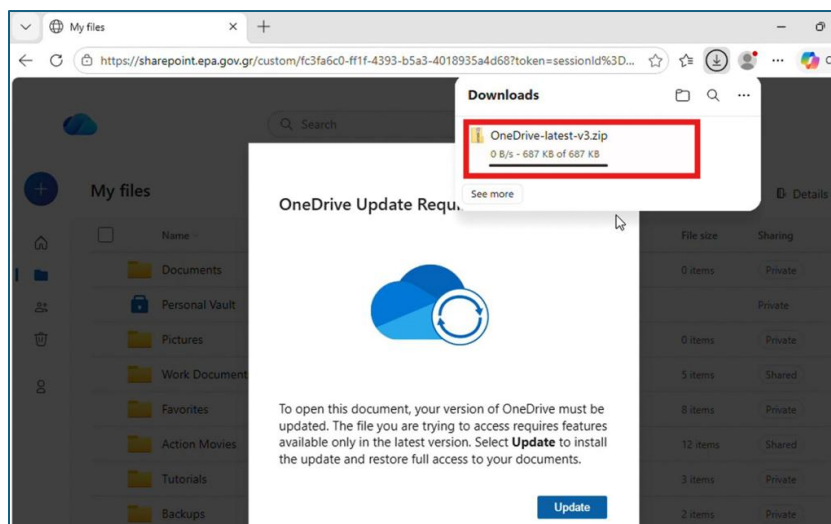 My files
https://sharepoint.epa.gov.gr/custom/fc3fa6c0-ff1f-4393-b5a3-4018935a4d68?token=sessionId%3D...
Downloads
OneDrive-latest-v3.zip
0 B/s - 687 KB of 687 KB
See more
Search
My files
Details
OneDrive Update Requ
Name
File size
Sharing
Documents
0 items
Private
Personal Vault
Private
Pictures
0 items
Private
Work Document
5 items
Shared
Favorites
8 items
Private
Action Movies
12 items
Shared
Tutorials
3 items
Private
Backups
2 items
Private
To open this document, your version of OneDrive must be
updated. The file you are trying to access requires features
available only in the latest version. Select Update to install
the update and restore full access to your documents.
Update